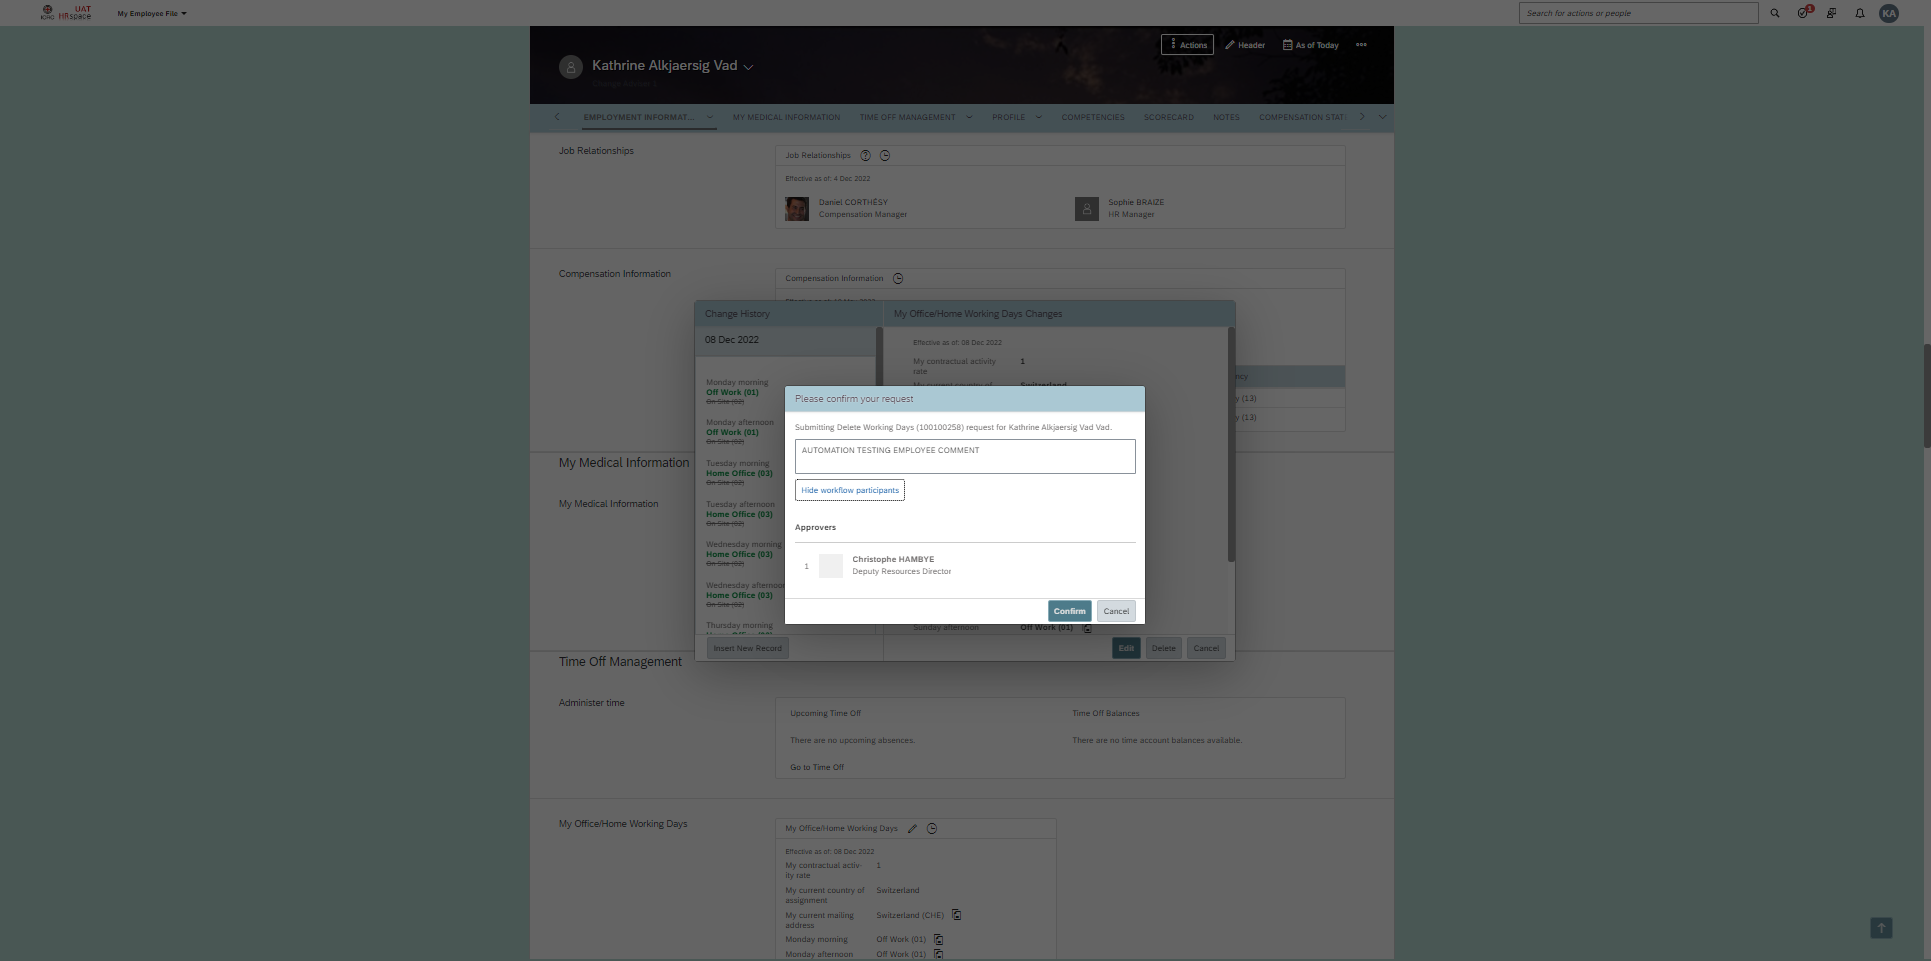 UAT
ICRC HRspace
My Employee File
Search for actions or people
1
KA
Actions
Header
As of Today
Kathrine Alkjaersig Vad
EMPLOYMENT INFORMAT...
MY MEDICAL INFORMATION
TIME OFF MANAGEMENT
PROFILE
COMPETENCIES
SCORECARD
NOTES
COMPENSATION STAT
Job Relationships
Job Relationships
Effective as of: 4 Dec 2022
Daniel CORTHÉSY
Compensation Manager
Sophie BRAIZE
HR Manager
Compensation Information
Compensation Information
Change History
My Office/Home Working Days Changes
08 Dec 2022
Effective as of: 08 Dec 2022
My contractual activity rate
1
My current country of
Switzerland
ncy
y (13)
y (13)
Monday morning
Off Work (01)
On Site (02)
Monday afternoon
Off Work (01)
On Site (02)
Tuesday morning
Home Office (03)
On Site (02)
Tuesday afternoon
Home Office (03)
On Site (02)
Wednesday morning
Home Office (03)
On Site (02)
Wednesday afternoon
Home Office (03)
On Site (02)
Thursday morning
Please confirm your request
Submitting Delete Working Days (100100258) request for Kathrine Alkjaersig Vad Vad.
AUTOMATION TESTING EMPLOYEE COMMENT
Hide workflow participants
Approvers
1
Christophe HAMBYE
Deputy Resources Director
Confirm
Cancel
Sunday afternoon
Off Work (01)
Insert New Record
Edit
Delete
Cancel
My Medical Information
My Medical Information
Time Off Management
Administer time
Upcoming Time Off
Time Off Balances
There are no upcoming absences.
There are no time account balances available.
Go to Time Off
My Office/Home Working Days
My Office/Home Working Days
Effective as of: 08 Dec 2022
My contractual activ-
ity rate
1
My current country of
assignment
Switzerland
My current mailing
address
Switzerland (CHE)
Monday morning
Off Work (01)
Monday afternoon
Off Work (01)